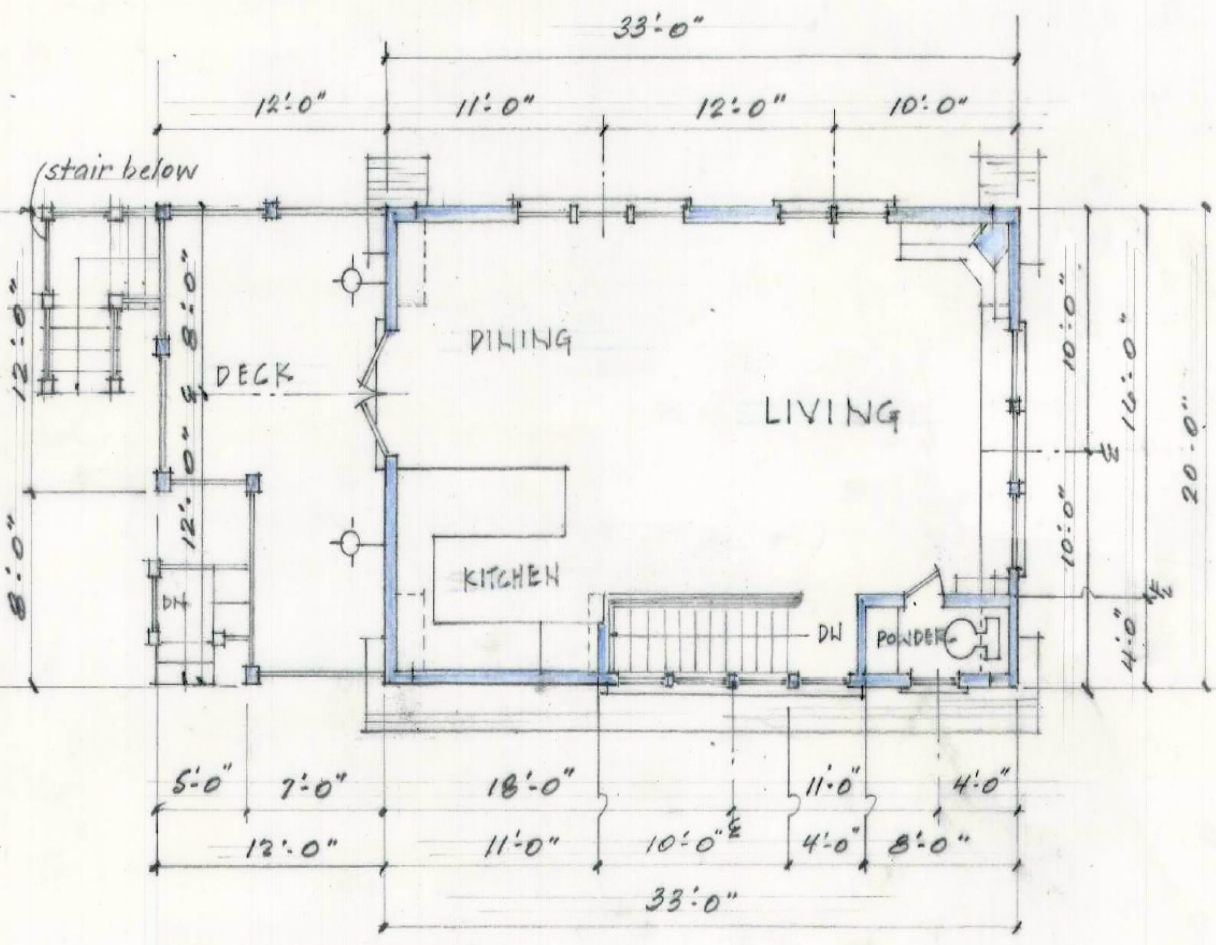 33'-0"
12'-0" 11'-0" 12'-0" 10'-0"
stair below
12'-0"
8'-0"
8'-0" ℄
12'-0"
DECK
DINING
LIVING
KITCHEN
DN
DN
POWDER
10'-0"
10'-0"
℄
16'-0"
℄
4'-0"
20'-0"
5'-0" 7'-0" 18'-0" ℄ 11'-0" 4'-0"
12'-0" 11'-0" 10'-0" 4'-0" 8'-0"
33'-0"